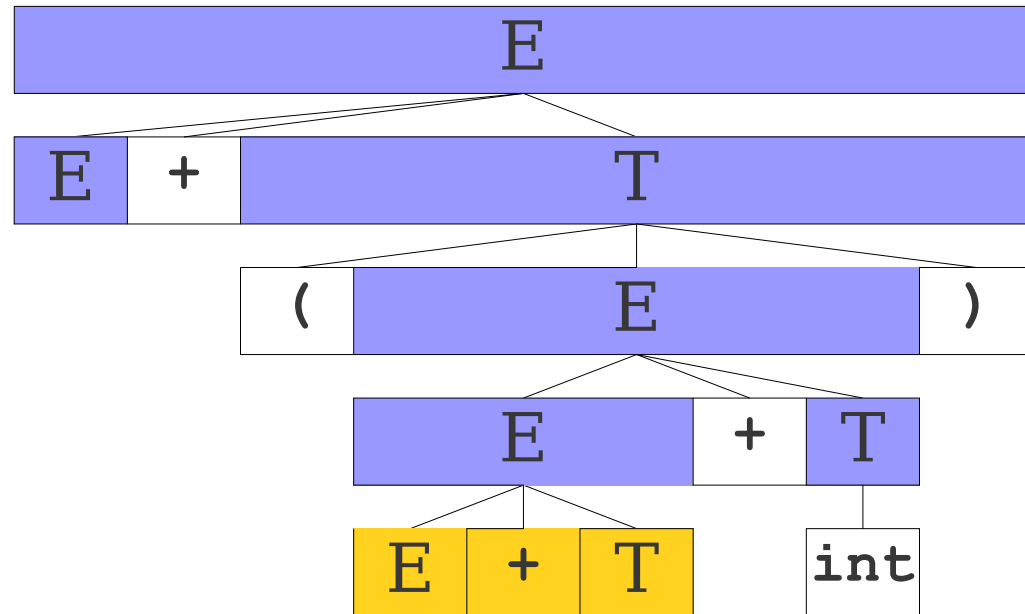 E
E + T
( E )
E + T
E + T int